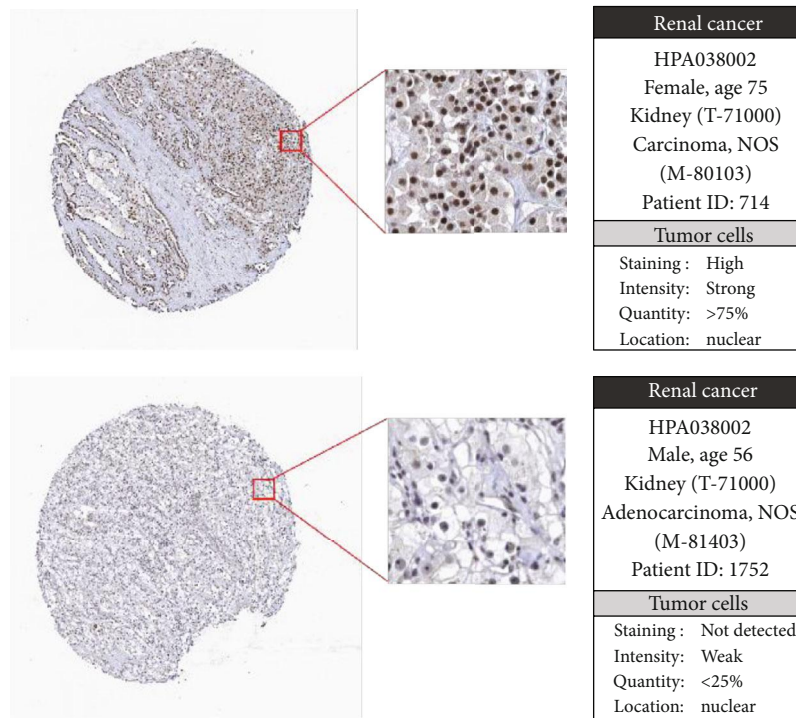 Renal cancer
HPA038002
Female, age 75
Kidney (T-71000)
Carcinoma, NOS
(M-80103)
Patient ID: 714
Tumor cells
Staining : High
Intensity: Strong
Quantity: >75%
Location: nuclear
Renal cancer
HPA038002
Male, age 56
Kidney (T-71000)
Adenocarcinoma, NOS
(M-81403)
Patient ID: 1752
Tumor cells
Staining : Not detected
Intensity: Weak
Quantity: <25%
Location: nuclear